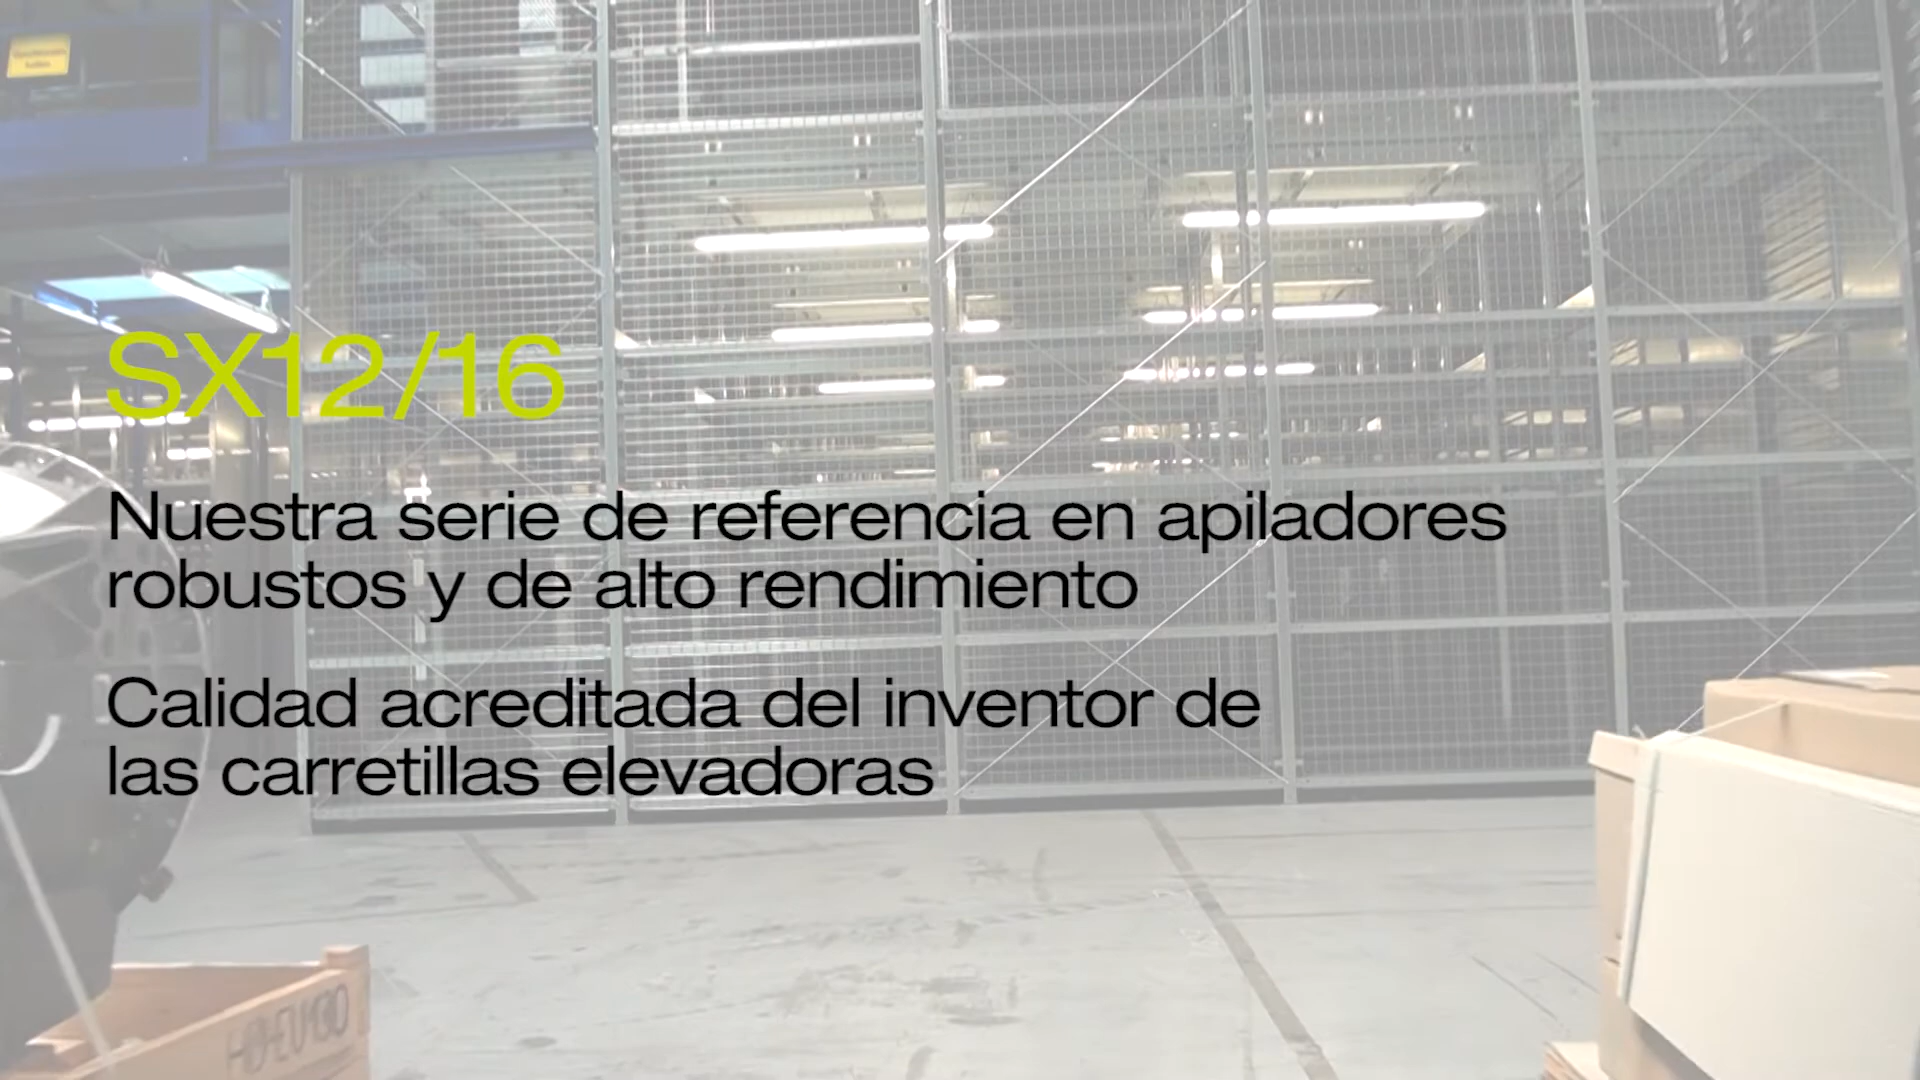 SX12/16
Nuestra serie de referencia en apiladores
robustos y de alto rendimiento
Calidad acreditada del inventor de
las carretillas elevadoras